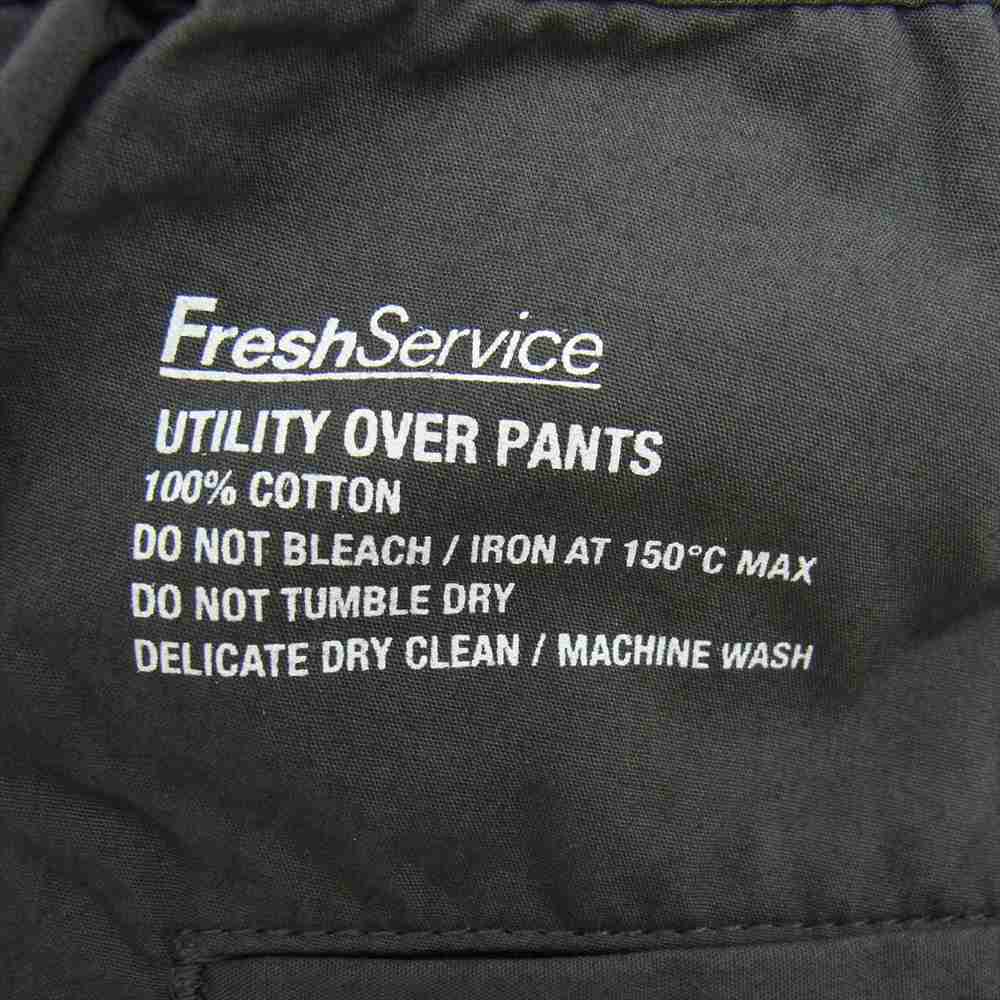 FreshService
UTILITY OVER PANTS
100% COTTON
DO NOT BLEACH / IRON AT 150°C MAX
DO NOT TUMBLE DRY
DELICATE DRY CLEAN / MACHINE WASH